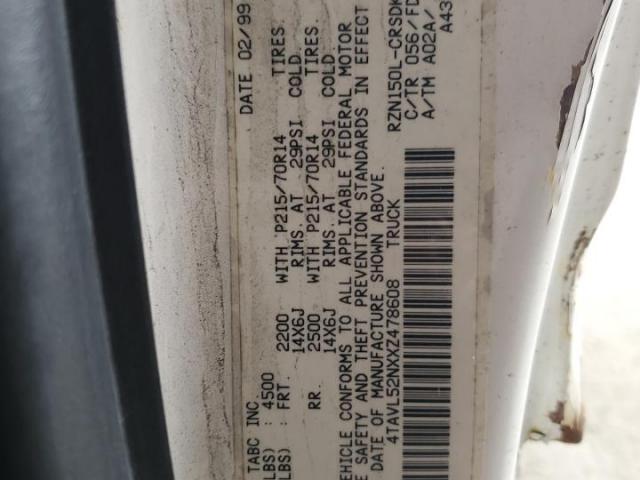 TABC INC. DATE 02/99
LBS) : 4500
LBS) : FRT. 2200 WITH P215/70R14 TIRES
14X6J RIMS. AT 29PSI COLD
RR. 2500 WITH P215/70R14 TIRES
14X6J RIMS. AT 29PSI COLD
EHICLE CONFORMS TO ALL APPLICABLE FEDERAL MOTOR
E SAFETY AND THEFT PREVENTION STANDARDS IN EFFECT
DATE OF MANUFACTURE SHOWN ABOVE.
4TAVL52NXXZ478608 TRUCK
RZN150L-CRSDK
C/TR 056/FD
A/TM A02A/
A43